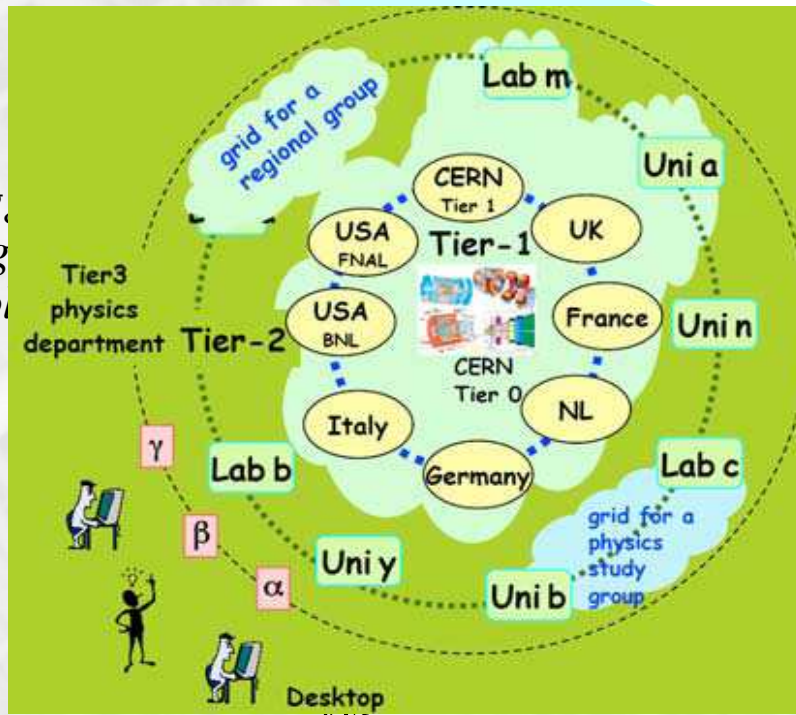 Lab m
grid for a
regional group
Uni a
CERN
Tier 1
USA
FNAL
Tier-1
UK
Tier3
physics
department
Tier-2
USA
BNL
France
Uni n
CERN
Tier 0
Italy
NL
γ
Lab b
Germany
Lab c
grid for a
physics
study
group
β
Uni y
α
Uni b
Desktop